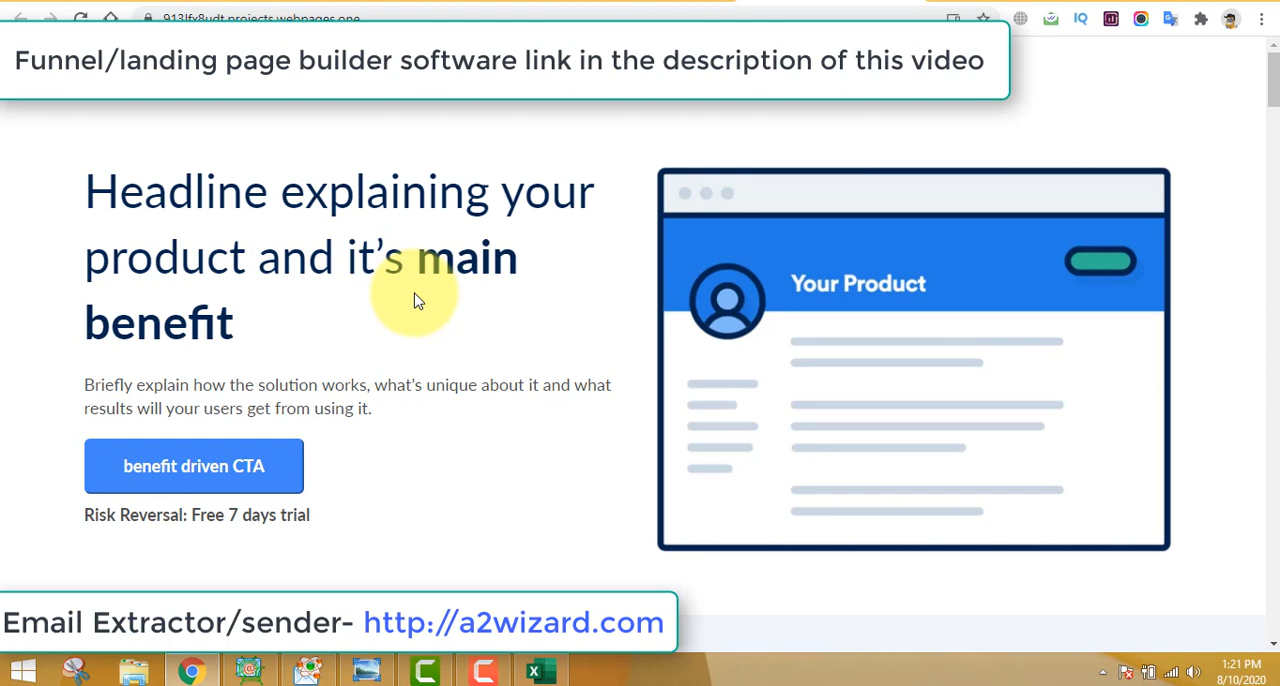 Funnel/landing page builder software link in the description of this video
Headline explaining your
product and it’s main
benefit
Briefly explain how the solution works, what’s unique about it and what
results will your users get from using it.
benefit driven CTA
Risk Reversal: Free 7 days trial
Your Product
Email Extractor/sender- http://a2wizard.com
IQ
1:21 PM
8/10/2020